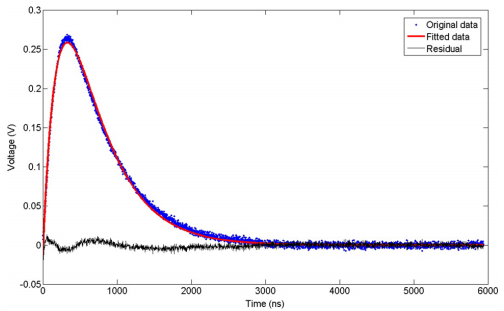 0.3
0.25
0.2
0.15
0.1
0.05
0
-0.05
Voltage (V)
Original data
Fitted data
Residual
0 1000 2000 3000 4000 5000 6000
Time (ns)